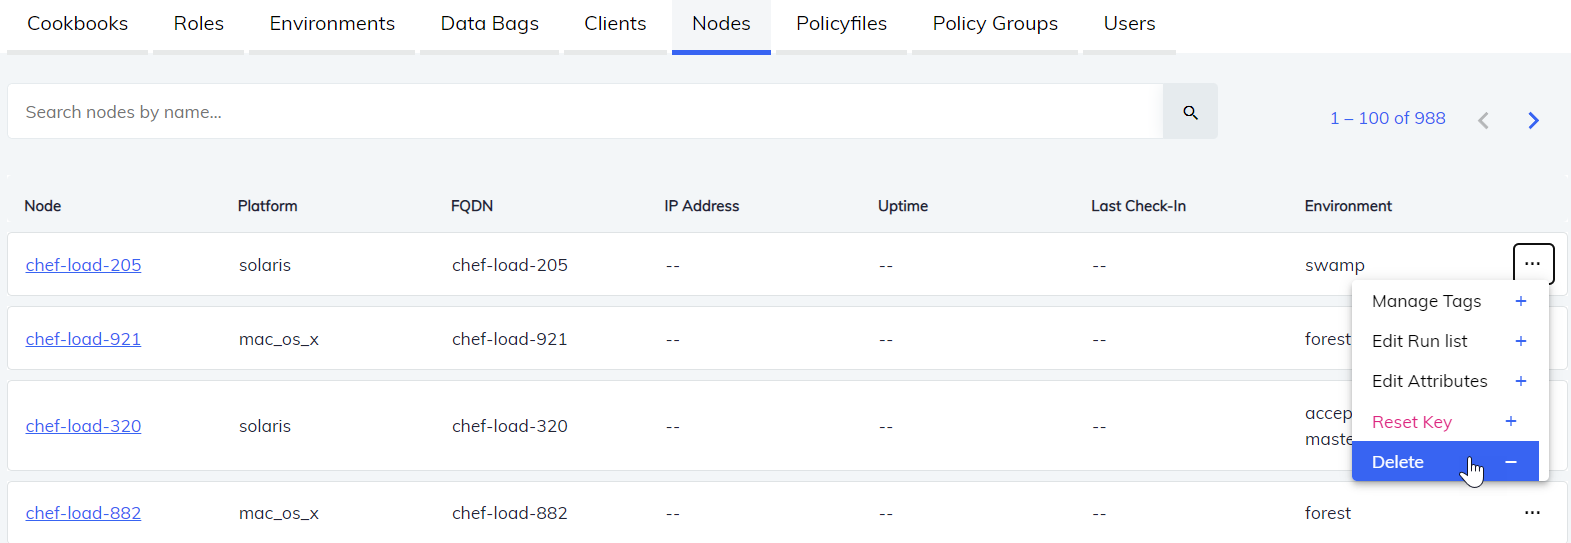 Cookbooks Roles Environments Data Bags Clients Nodes Policyfiles Policy Groups Users
Search nodes by name...
1 – 100 of 988
Node Platform FQDN IP Address Uptime Last Check-In Environment
chef-load-205 solaris chef-load-205 -- -- -- swamp ...
Manage Tags +
chef-load-921 mac_os_x chef-load-921 -- -- -- forest
Edit Run list +
Edit Attributes +
chef-load-320 solaris chef-load-320 -- -- -- accep
maste
Reset Key +
Delete –
chef-load-882 mac_os_x chef-load-882 -- -- -- forest ...